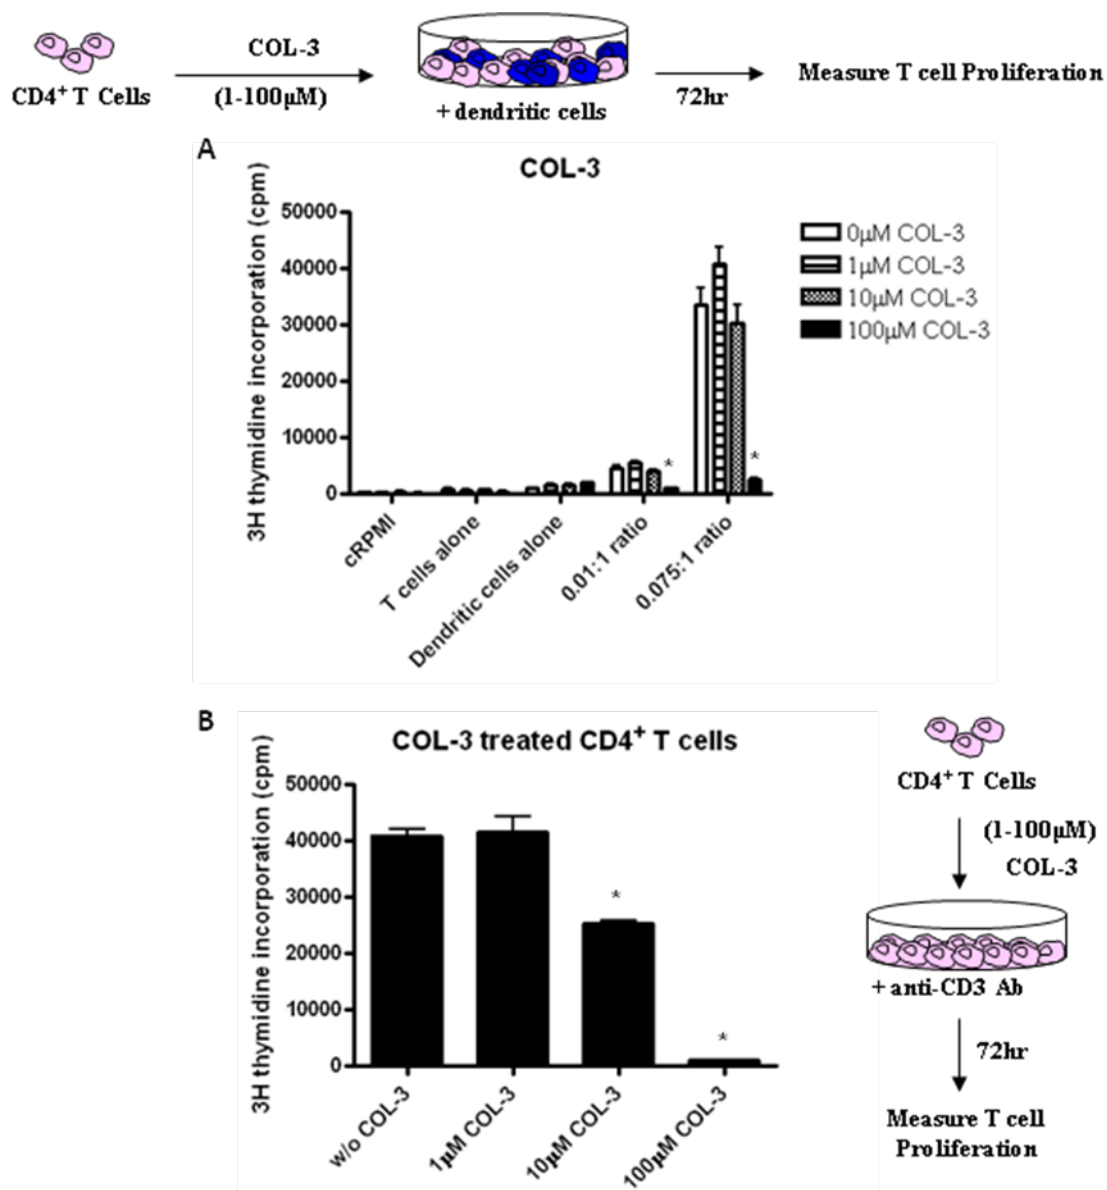 COL-3
CD4+ T Cells
(1-100µM)
+ dendritic cells
72hr
Measure T cell Proliferation
A
COL-3
3H thymidine incorporation (cpm)
50000
40000
30000
20000
10000
0
*
*
0µM COL-3
1µM COL-3
10µM COL-3
100µM COL-3
cRPMI
T cells alone
Dendritic cells alone
0.01:1 ratio
0.075:1 ratio
B
COL-3 treated CD4+ T cells
3H thymidine incorporation (cpm)
50000
40000
30000
20000
10000
0
*
*
w/o COL-3
1µM COL-3
10µM COL-3
100µM COL-3
CD4+ T Cells
(1-100µM)
COL-3
+ anti-CD3 Ab
72hr
Measure T cell
Proliferation